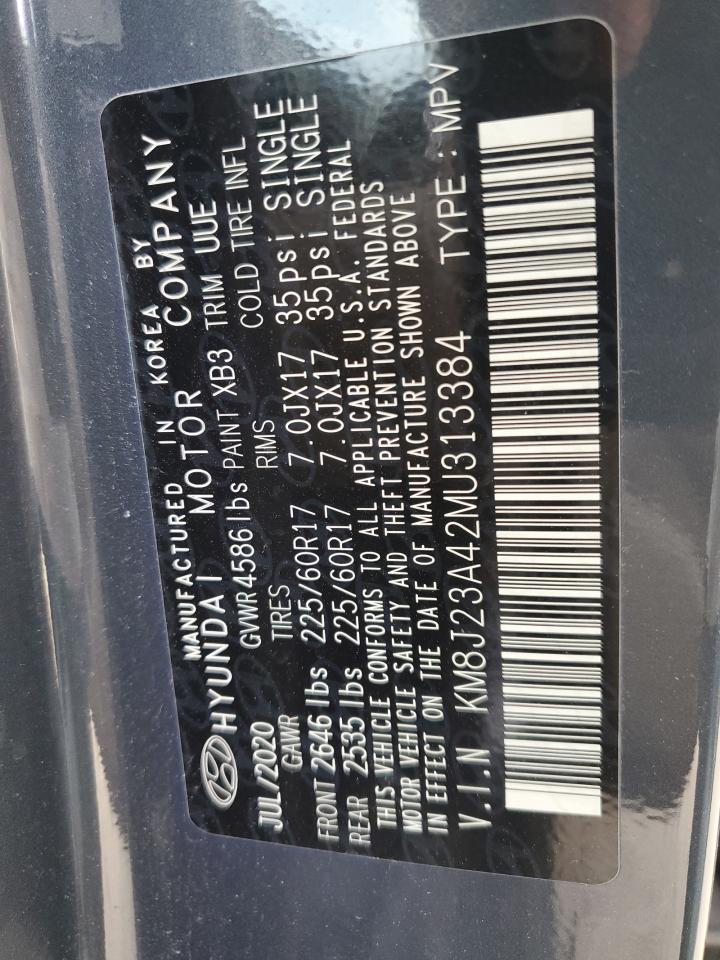 MANUFACTURED IN KOREA BY
HYUNDAI MOTOR COMPANY
JUL/2020 GVWR4586lbs PAINT XB3 TRIM UUE
GAWR TIRES RIMS COLD TIRE INFL
FRONT 2646 lbs 225/60R17 7.0JX17 35psi SINGLE
REAR 2535 lbs 225/60R17 7.0JX17 35psi SINGLE
THIS VEHICLE CONFORMS TO ALL APPLICABLE U.S.A. FEDERAL
MOTOR VEHICLE SAFETY AND THEFT PREVENTION STANDARDS
IN EFFECT ON THE DATE OF MANUFACTURE SHOWN ABOVE
V.I.N KM8J23A42MU313384 TYPE : MPV